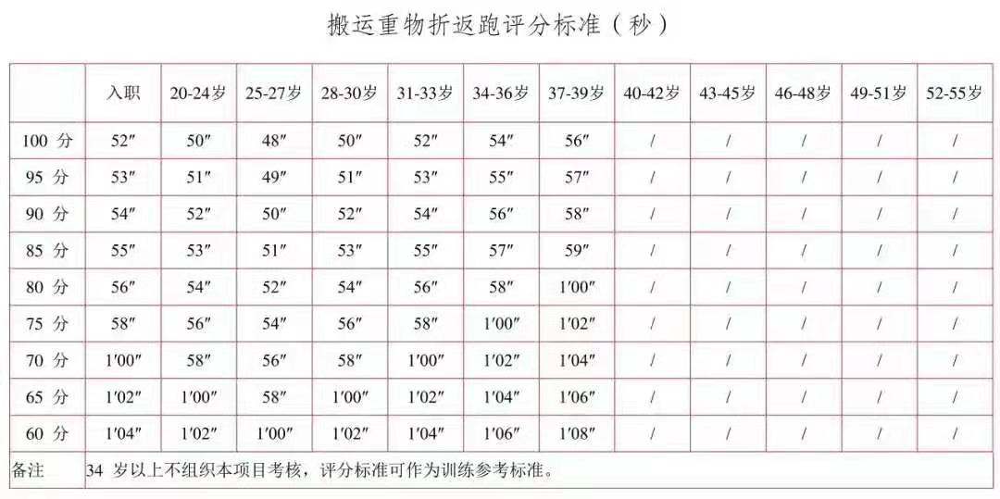 搬运重物折返跑评分标准（秒）
入职 20-24岁 25-27岁 28-30岁 31-33岁 34-36岁 37-39岁 40-42岁 43-45岁 46-48岁 49-51岁 52-55岁
100 分 52″ 50″ 48″ 50″ 52″ 54″ 56″ / / / / /
95 分 53″ 51″ 49″ 51″ 53″ 55″ 57″ / / / / /
90 分 54″ 52″ 50″ 52″ 54″ 56″ 58″ / / / / /
85 分 55″ 53″ 51″ 53″ 55″ 57″ 59″ / / / / /
80 分 56″ 54″ 52″ 54″ 56″ 58″ 1′00″ / / / / /
75 分 58″ 56″ 54″ 56″ 58″ 1′00″ 1′02″ / / / / /
70 分 1′00″ 58″ 56″ 58″ 1′00″ 1′02″ 1′04″ / / / / /
65 分 1′02″ 1′00″ 58″ 1′00″ 1′02″ 1′04″ 1′06″ / / / / /
60 分 1′04″ 1′02″ 1′00″ 1′02″ 1′04″ 1′06″ 1′08″ / / / / /
备注 34 岁以上不组织本项目考核，评分标准可作为训练参考标准。